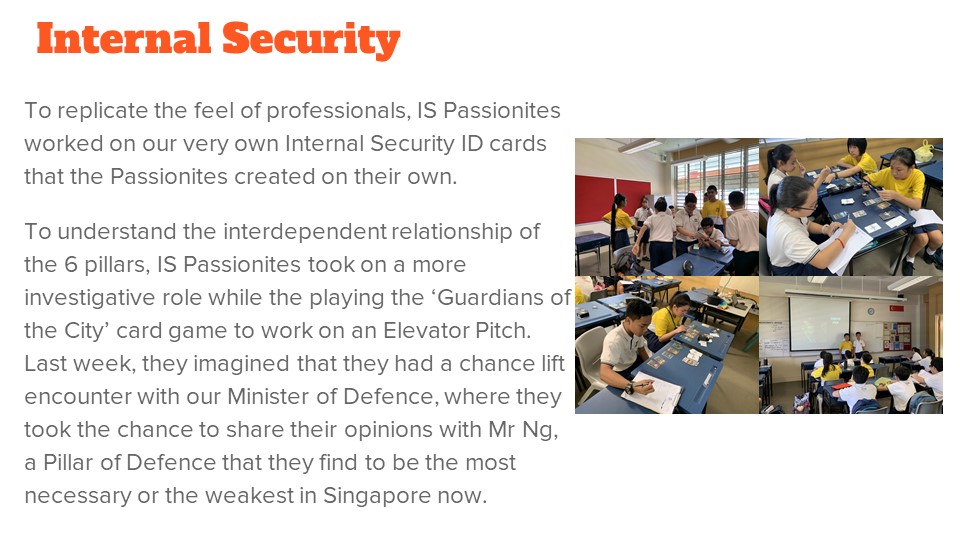 Internal Security
To replicate the feel of professionals, IS Passionites
worked on our very own Internal Security ID cards
that the Passionites created on their own.
To understand the interdependent relationship of
the 6 pillars, IS Passionites took on a more
investigative role while the playing the ‘Guardians of
the City’ card game to work on an Elevator Pitch.
Last week, they imagined that they had a chance lift
encounter with our Minister of Defence, where they
took the chance to share their opinions with Mr Ng,
a Pillar of Defence that they find to be the most
necessary or the weakest in Singapore now.